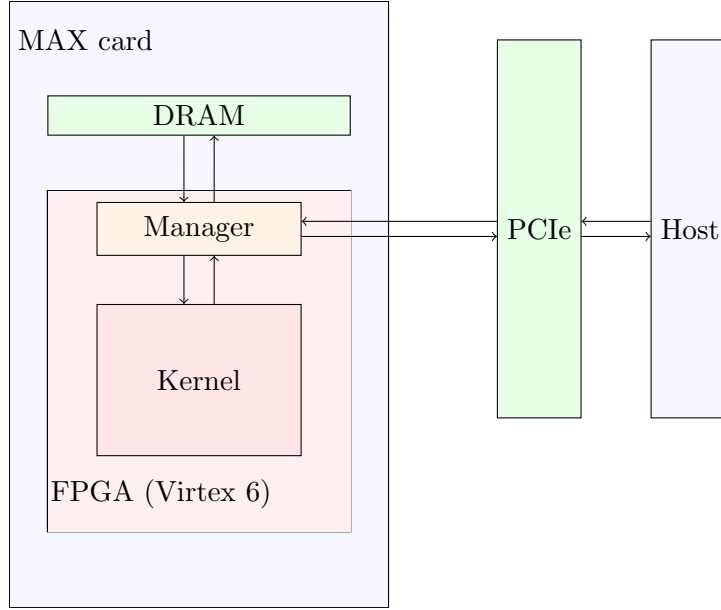 MAX card
DRAM
Manager
PCIe
Host
Kernel
FPGA (Virtex 6)